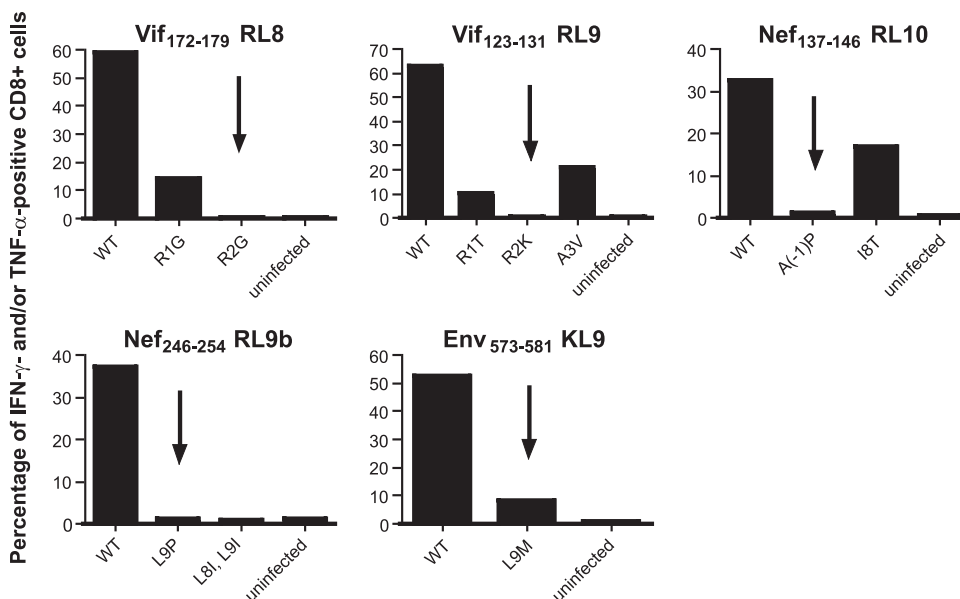 Percentage of IFN-γ- and/or TNF-α-positive CD8+ cells
Vif172-179 RL8
60
50
40
30
20
10
0
WT
R1G
R2G
uninfected
Vif123-131 RL9
70
60
50
40
30
20
10
0
WT
R1T
R2K
A3V
uninfected
Nef137-146 RL10
40
30
20
10
0
WT
A(-1)P
I8T
uninfected
Nef246-254 RL9b
40
30
20
10
0
WT
L9P
L8I, L9I
uninfected
Env 573-581 KL9
60
50
40
30
20
10
0
WT
L9M
uninfected